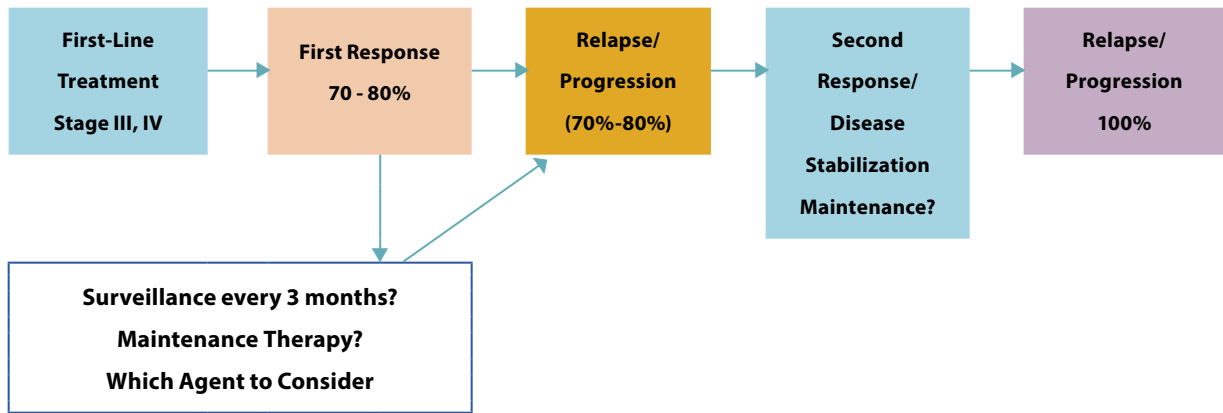 First-Line
Treatment
Stage III, IV
First Response
70 - 80%
Relapse/
Progression
(70%-80%)
Second
Response/
Disease
Stabilization
Maintenance?
Relapse/
Progression
100%
Surveillance every 3 months?
Maintenance Therapy?
Which Agent to Consider